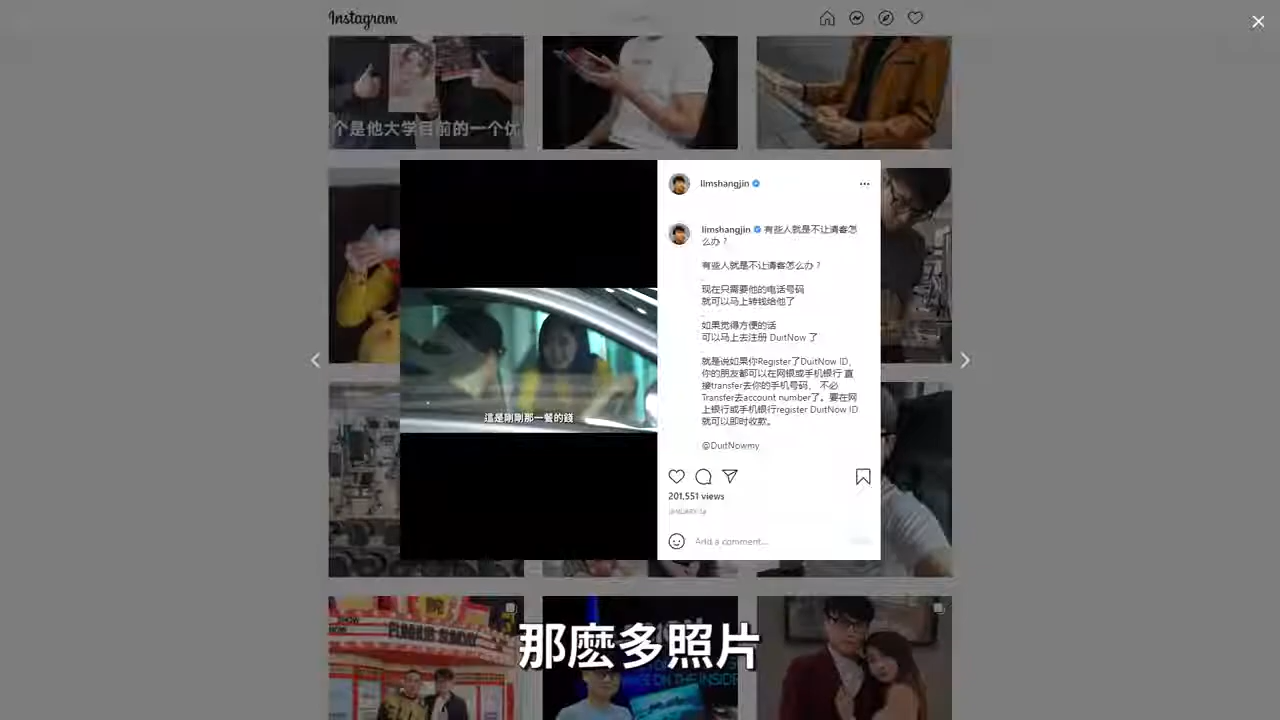 Instagram
个是他大学目前的一个优
limshangjin
limshangjin 有些人就是不让请客怎
么办？
有些人就是不让请客怎么办？
现在只需要他的电话号码
就可以马上转钱给他了
如果觉得方便的话
可以马上去注册 DuitNow 了
就是说如果你Register了DuitNow ID,
你的朋友都可以在网银或手机银行 直
接transfer去你的手机号码， 不必
Transfer去account number了。要在网
上银行或手机银行register DuitNow ID
就可以即时收款。
@DuitNowmy
這是剛剛那一餐的錢
201,551 views
Add a comment...
那麽多照片
ON THE INSIDE